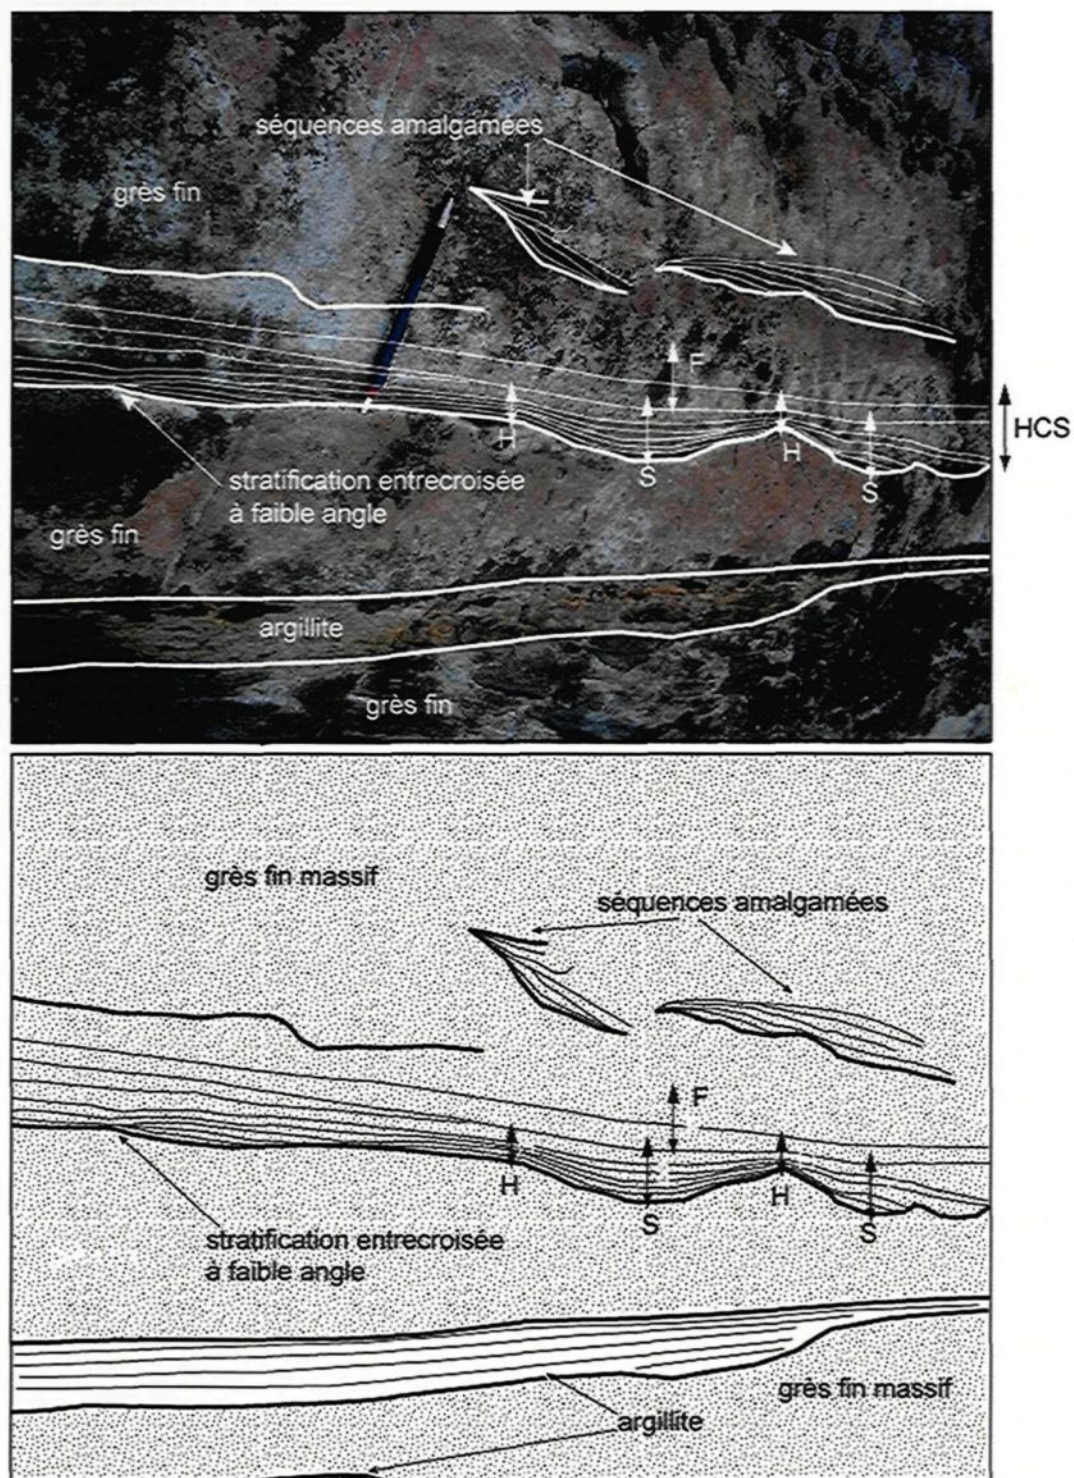 séquences amalgamées
grès fin
F
HCS
H
H
S
S
stratification entrecroisée
à faible angle
grès fin
argillite
grès fin
grès fin massif
séquences amalgamées
F
H
H
S
S
stratification entrecroisée
à faible angle
grès fin massif
argillite